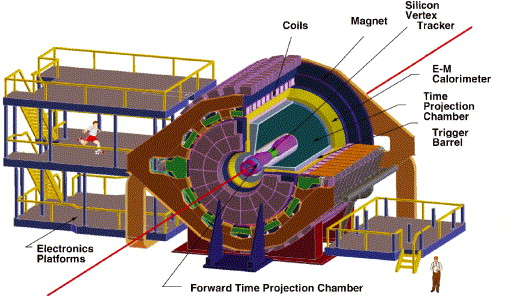 Silicon
Vertex
Tracker
Coils
Magnet
E-M
Calorimeter
Time
Projection
Chamber
Trigger
Barrel
Electronics
Platforms
Forward Time Projection Chamber